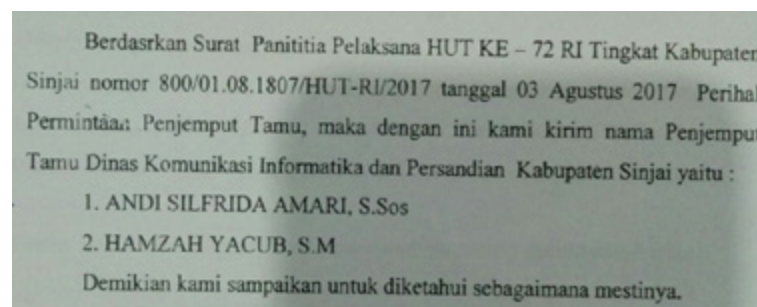 Berdasrkan Surat Panititia Pelaksana HUT KE – 72 RI Tingkat Kabupaten
Sinjai nomor 800/01.08.1807/HUT-RI/2017 tanggal 03 Agustus 2017 Perihal
Permintaan Penjemput Tamu, maka dengan ini kami kirim nama Penjemput
Tamu Dinas Komunikasi Informatika dan Persandian Kabupaten Sinjai yaitu :
1. ANDI SILFRIDA AMARI, S.Sos
2. HAMZAH YACUB, S.M
Demikian kami sampaikan untuk diketahui sebagaimana mestinya.